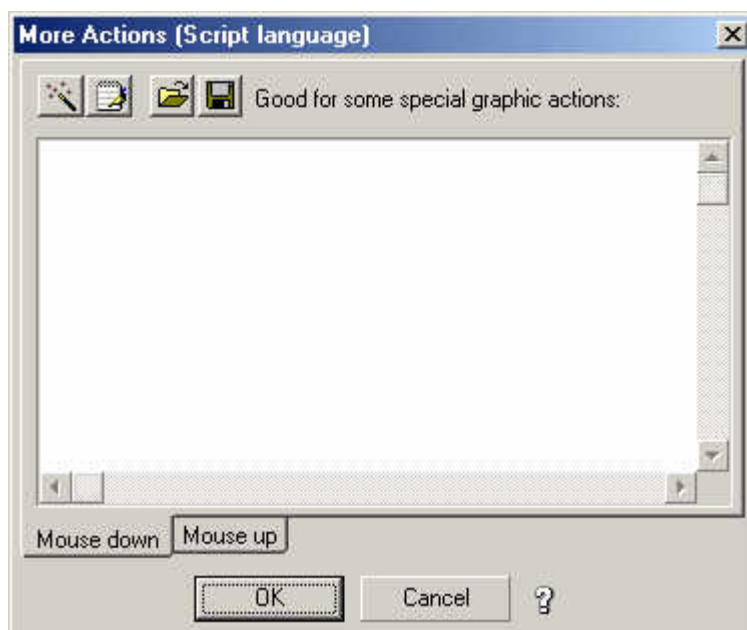 More Actions (Script language)
Good for some special graphic actions:
Mouse down
Mouse up
OK
Cancel
?